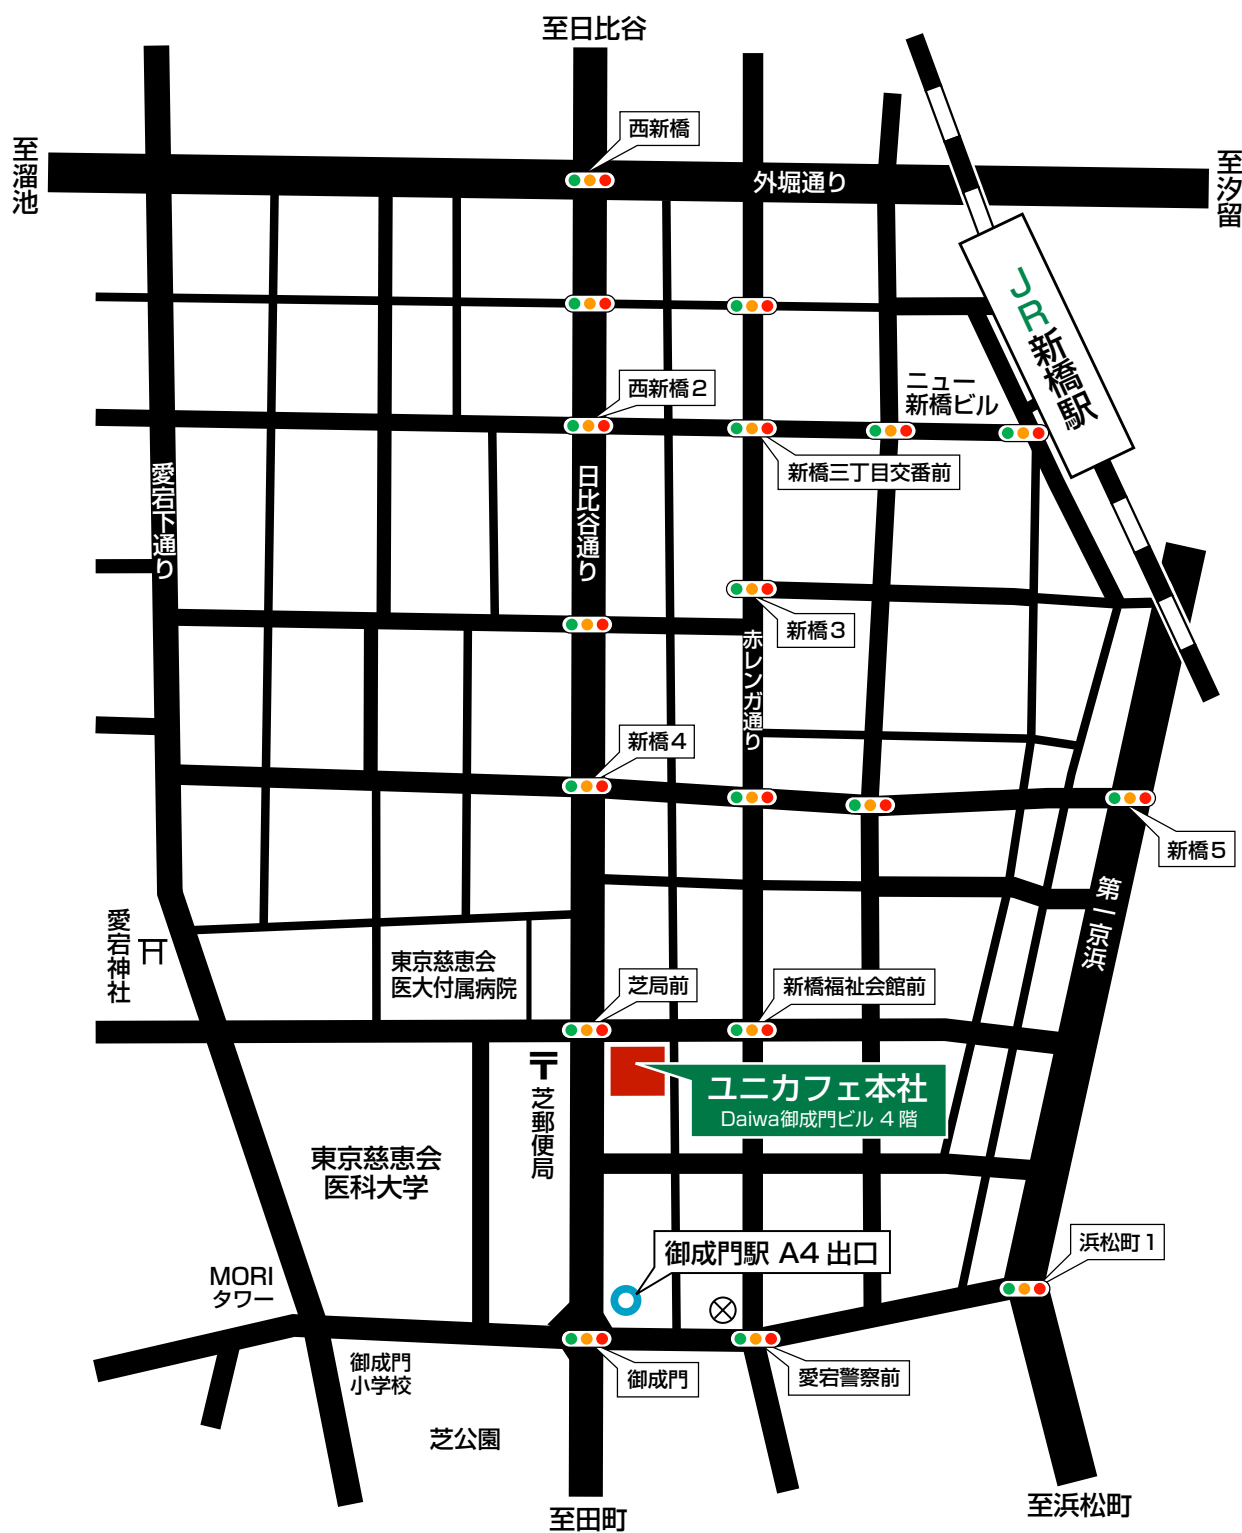 至日比谷
西新橋
至溜池
外堀通り
至汐留
JR新橋駅
西新橋2
ニュー
新橋ビル
新橋三丁目交番前
愛宕下通り
日比谷通り
新橋3
赤レンガ通り
新橋4
新橋5
第一京浜
愛宕神社
東京慈恵会
医大付属病院
芝局前
新橋福祉会館前
ユニカフェ本社
Daiwa御成門ビル 4階
芝郵便局
東京慈恵会
医科大学
御成門駅 A4 出口
浜松町1
MORI
タワー
御成門
小学校
御成門
愛宕警察前
芝公園
至田町
至浜松町